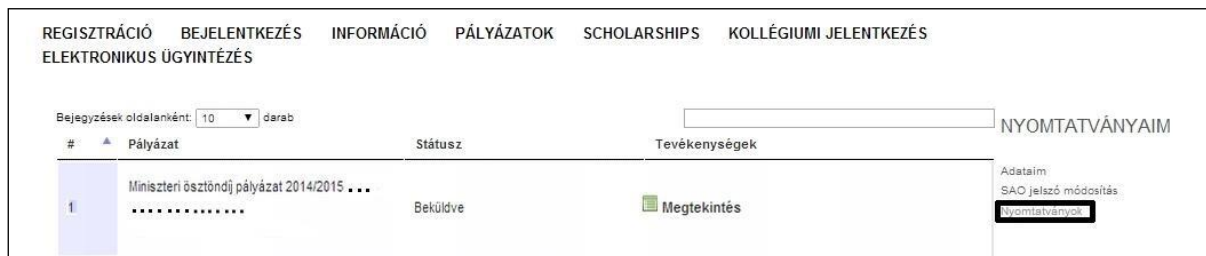 REGISZTRÁCIÓ BEJELENTKEZÉS INFORMÁCIÓ PÁLYÁZATOK SCHOLARSHIPS KOLLÉGIUMI JELENTKEZÉS
ELEKTRONIKUS ÜGYINTÉZÉS
Bejegyzések oldalanként: 10 darab
# Pályázat Státusz Tevékenységek
1 Miniszteri ösztöndíj pályázat 2014/2015 ...
..............
Beküldve Megtekintés
NYOMTATVÁNYAIM
Adataim
SAO jelszó módosítás
Nyomtatványok